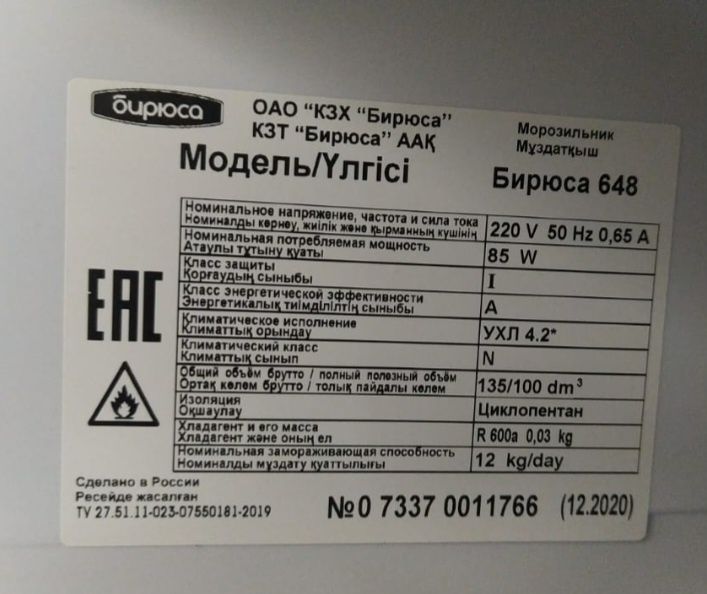 бирюса
ОАО "КЗХ "Бирюса"
КЗТ "Бирюса" ААҚ
Морозильник
Мұздатқыш
Модель/Үлгісі
Бирюса 648
Номинальное напряжение, частота и сила тока
Номиналды кернеу, жиілік және қырманның күшінің
220 V 50 Hz 0,65 A
Номинальная потребляемая мощность
Атаулы тұтыну қуаты
85 W
Класс защиты
Қорғаудың сыныбы
I
Класс энергетической эффективности
Энергетикалық тиімділілтің сыныбы
A
Климатическое исполнение
Климаттық орындау
УХЛ 4.2*
Климатический класс
Климаттық сынып
N
Общий объём брутто / полный полезный объём
Ортақ көлем брутто / толық пайдалы көлем
135/100 dm³
Изоляция
Оқшаулау
Циклопентан
Хладагент и его масса
Хладагент және оның ел
R 600a 0,03 kg
Номинальная замораживающая способность
Номиналды мұздату қуаттылығы
12 kg/day
EAC
Сделано в России
Ресейде жасалған
ТУ 27.51.11-023-07550181-2019
№0 7337 0011766 (12.2020)